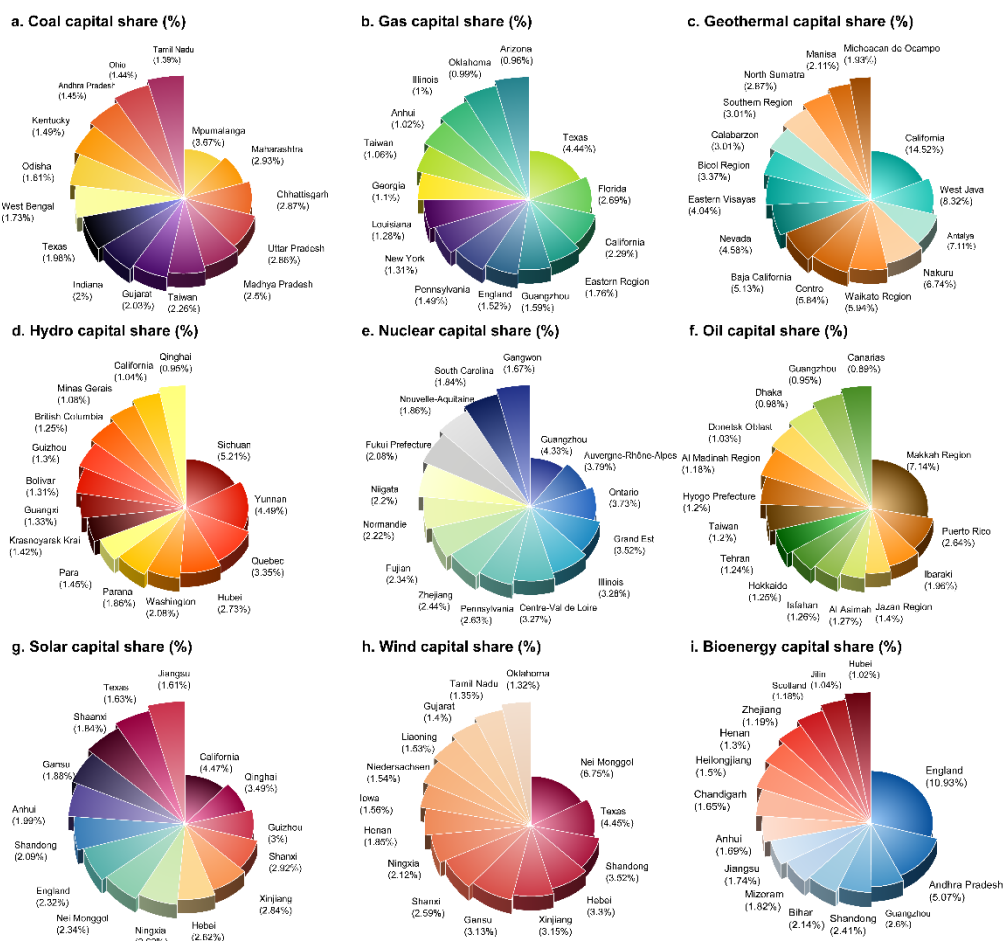 a. Coal capital share (%)
Tamil Nadu
(1.39%)
Ohio
(1.44%)
Andhra Pradesh
(1.45%)
Kentucky
(1.49%)
Odisha
(1.61%)
West Bengal
(1.73%)
Texas
(1.98%)
Indiana
(2%)
Gujarat
(2.03%)
Taiwan
(2.26%)
Madhya Pradesh
(2.5%)
Uttar Pradesh
(2.86%)
Chhattisgarh
(2.87%)
Maharashtra
(2.93%)
Mpumalanga
(3.67%)
b. Gas capital share (%)
Arizona
(0.96%)
Oklahoma
(0.99%)
Illinois
(1%)
Anhui
(1.02%)
Taiwan
(1.06%)
Georgia
(1.1%)
Louisiana
(1.28%)
New York
(1.31%)
Pennsylvania
(1.49%)
England
(1.52%)
Guangzhou
(1.59%)
Eastern Region
(1.76%)
California
(2.29%)
Florida
(2.69%)
Texas
(4.44%)
c. Geothermal capital share (%)
Michoacan de Ocampo
(1.93%)
Manisa
(2.11%)
North Sumatra
(2.87%)
Southern Region
(3.01%)
Calabarzon
(3.01%)
Bicol Region
(3.37%)
Eastern Visayas
(4.04%)
Nevada
(4.58%)
Baja California
(5.13%)
Centro
(5.84%)
Waikato Region
(5.94%)
Nakuru
(6.74%)
Antalya
(7.11%)
West Java
(8.32%)
California
(14.52%)
d. Hydro capital share (%)
Qinghai
(0.95%)
California
(1.04%)
Minas Gerais
(1.08%)
British Columbia
(1.25%)
Guizhou
(1.3%)
Bolivar
(1.31%)
Guangxi
(1.33%)
Krasnoyarsk Krai
(1.42%)
Para
(1.45%)
Parana
(1.86%)
Washington
(2.08%)
Hubei
(2.73%)
Quebec
(3.35%)
Yunnan
(4.49%)
Sichuan
(5.21%)
e. Nuclear capital share (%)
Gangwon
(1.67%)
South Carolina
(1.84%)
Nouvelle-Aquitaine
(1.86%)
Fukui Prefecture
(2.08%)
Niigata
(2.2%)
Normandie
(2.22%)
Fujian
(2.34%)
Zhejiang
(2.44%)
Pennsylvania
(2.63%)
Centre-Val de Loire
(3.27%)
Illinois
(3.28%)
Grand Est
(3.52%)
Ontario
(3.73%)
Auvergne-Rhône-Alpes
(3.79%)
Guangzhou
(4.33%)
f. Oil capital share (%)
Canarias
(0.89%)
Guangzhou
(0.95%)
Dhaka
(0.98%)
Donetsk Oblast
(1.03%)
Al Madinah Region
(1.18%)
Hyogo Prefecture
(1.2%)
Taiwan
(1.2%)
Tehran
(1.24%)
Hokkaido
(1.25%)
Isfahan
(1.26%)
Al Asimah
(1.27%)
Jazan Region
(1.4%)
Ibaraki
(1.96%)
Puerto Rico
(2.64%)
Makkah Region
(7.14%)
g. Solar capital share (%)
Jiangsu
(1.61%)
Texas
(1.63%)
Shaanxi
(1.84%)
Gansu
(1.88%)
Anhui
(1.99%)
Shandong
(2.09%)
England
(2.32%)
Nei Monggol
(2.34%)
Ningxia
Hebei
(2.62%)
Xinjiang
(2.84%)
Shanxi
(2.92%)
Guizhou
(3%)
Qinghai
(3.49%)
California
(4.47%)
h. Wind capital share (%)
Oklahoma
(1.32%)
Tamil Nadu
(1.35%)
Gujarat
(1.4%)
Liaoning
(1.53%)
Niedersachsen
(1.54%)
Iowa
(1.56%)
Henan
(1.85%)
Ningxia
(2.12%)
Shanxi
(2.59%)
Gansu
(3.13%)
Xinjiang
(3.15%)
Hebei
(3.3%)
Shandong
(3.52%)
Texas
(4.45%)
Nei Monggol
(6.75%)
i. Bioenergy capital share (%)
Hubei
(1.02%)
Jilin
(1.04%)
Scotland
(1.18%)
Zhejiang
(1.19%)
Henan
(1.3%)
Heilongjiang
(1.5%)
Chandigarh
(1.65%)
Anhui
(1.69%)
Jiangsu
(1.74%)
Mizoram
(1.82%)
Bihar
(2.14%)
Shandong
(2.41%)
Guangzhou
(2.6%)
Andhra Pradesh
(5.07%)
England
(10.93%)